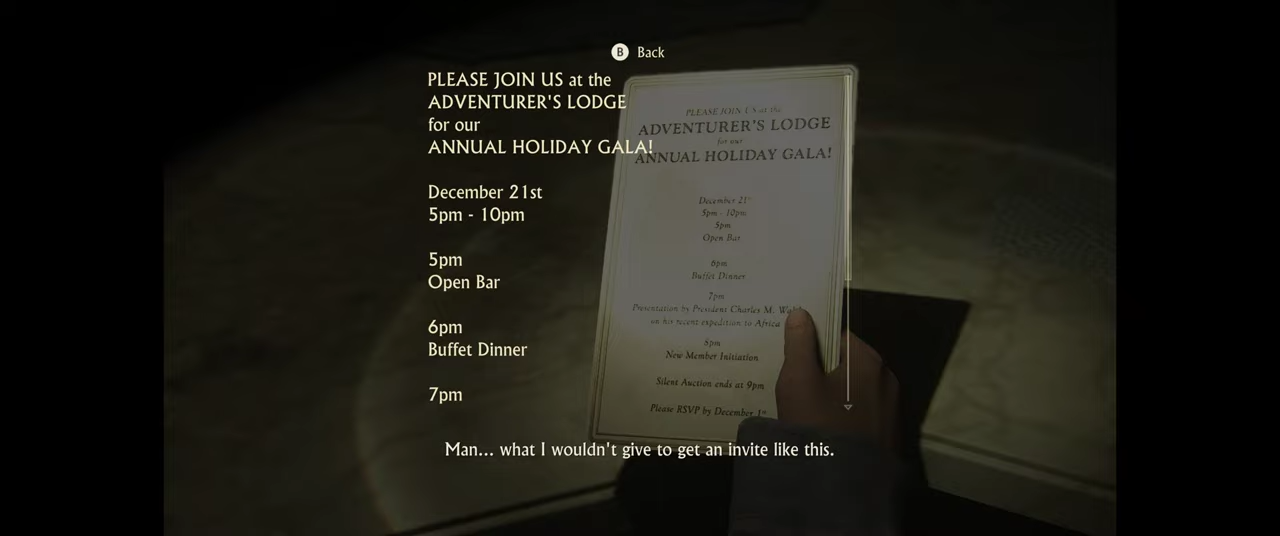 B Back
PLEASE JOIN US at the
ADVENTURER'S LODGE
for our
ANNUAL HOLIDAY GALA!
December 21st
5pm - 10pm
5pm
Open Bar
6pm
Buffet Dinner
7pm
PLEASE JOIN US at the
ADVENTURER'S LODGE
for our
ANNUAL HOLIDAY GALA!
December 21st
5pm - 10pm
5pm
Open Bar
6pm
Buffet Dinner
7pm
Presentation by President Charles M.
on his recent expedition to Africa
8pm
New Member Initiation
Silent Auction ends at 9pm
Please RSVP by December 1st
Man... what I wouldn't give to get an invite like this.